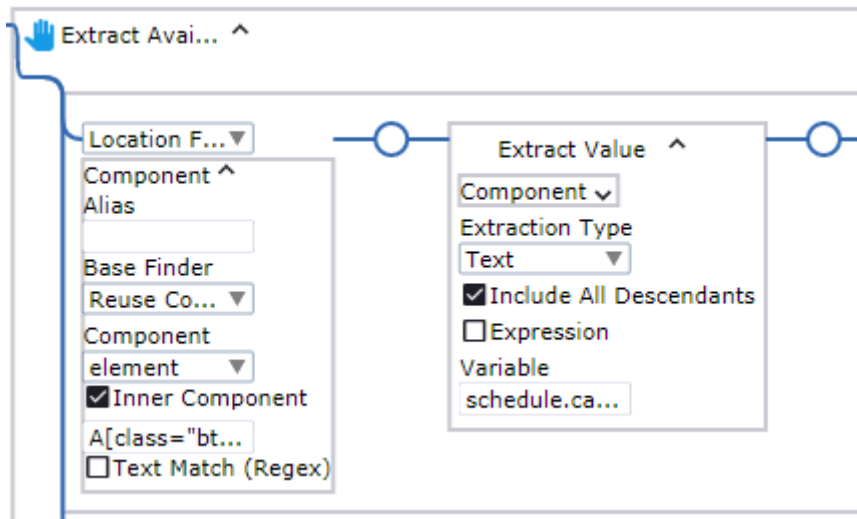 Extract Avai...
Location F...
Component
Alias
Base Finder
Reuse Co...
Component
element
Inner Component
A[class="bt...
Text Match (Regex)
Extract Value
Component
Extraction Type
Text
Include All Descendants
Expression
Variable
schedule.ca...